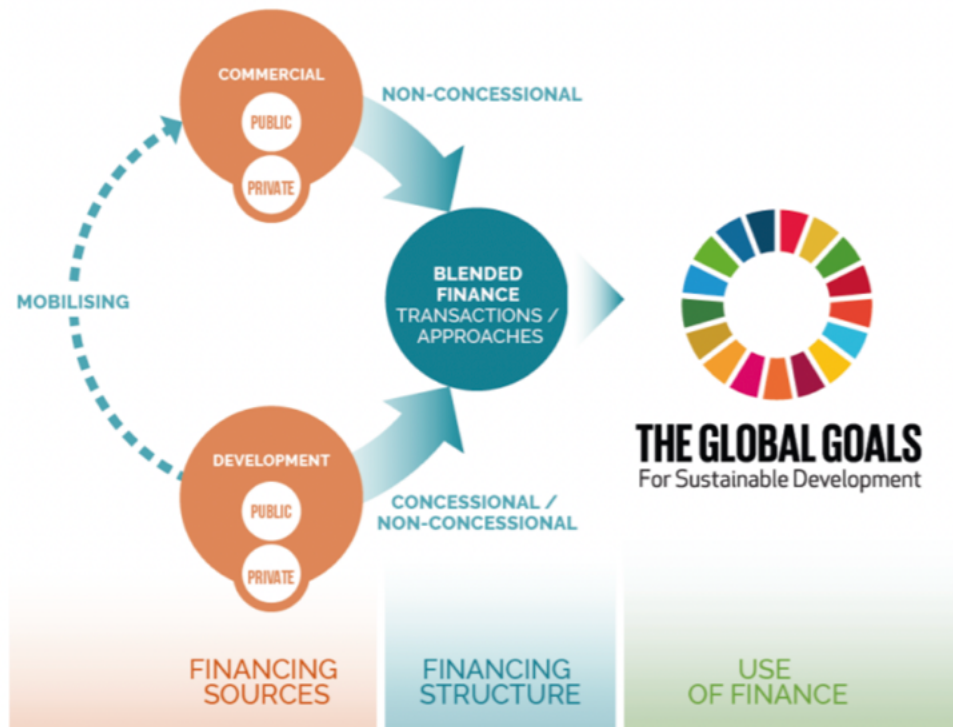 COMMERCIAL
PUBLIC
PRIVATE
NON-CONCESSIONAL
MOBILISING
BLENDED
FINANCE
TRANSACTIONS /
APPROACHES
DEVELOPMENT
PUBLIC
PRIVATE
CONCESSIONAL /
NON-CONCESSIONAL
THE GLOBAL GOALS
For Sustainable Development
FINANCING
SOURCES
FINANCING
STRUCTURE
USE
OF FINANCE